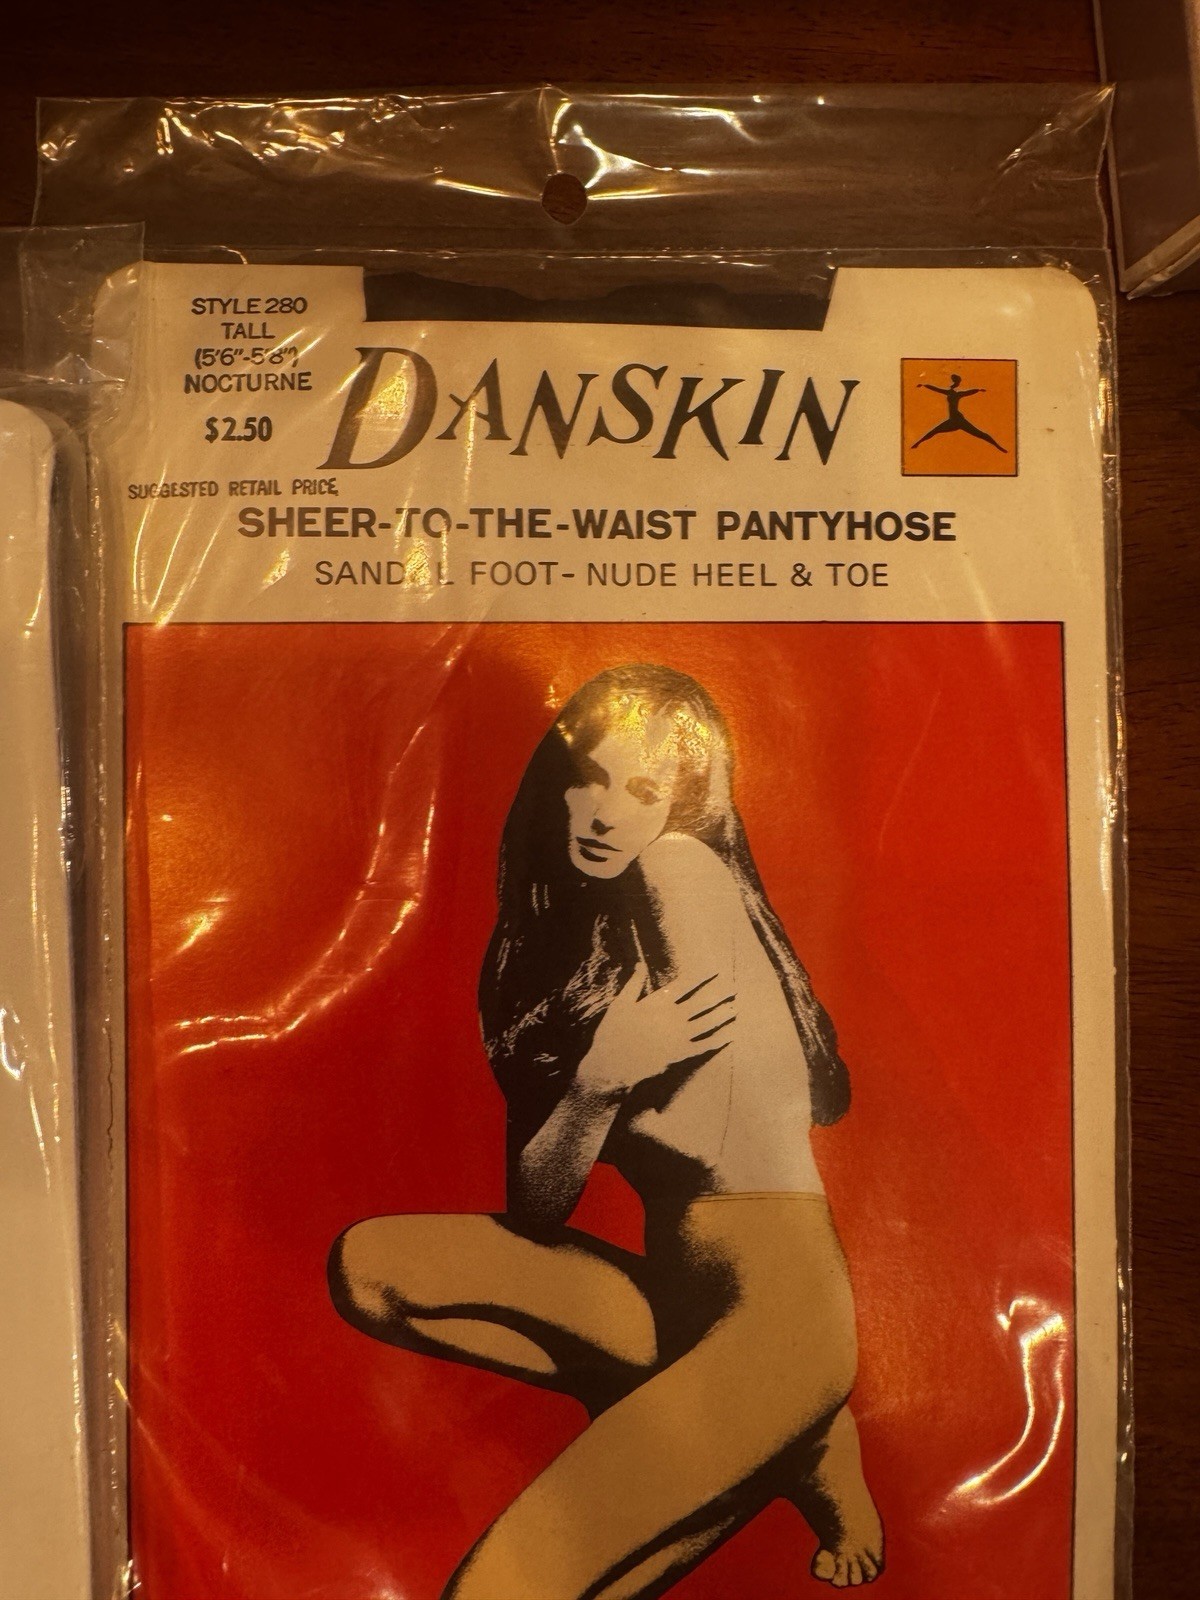 STYLE 280
TALL
(5'6"-5'8")
NOCTURNE
$2.50
SUGGESTED RETAIL PRICE
DANSKIN
SHEER-TO-THE-WAIST PANTYHOSE
SANDAL FOOT- NUDE HEEL & TOE